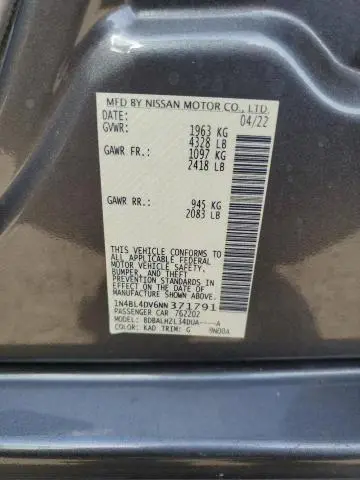 MFD BY NISSAN MOTOR CO., LTD.
DATE: 04/22
GVWR: 1963 KG
4328 LB
GAWR FR.: 1097 KG
2418 LB
GAWR RR.: 945 KG
2083 LB
THIS VEHICLE CONFORMS TO
ALL APPLICABLE FEDERAL
MOTOR VEHICLE SAFETY,
BUMPER, AND THEFT
PREVENTION STANDARDS
IN EFFECT ON THE DATE OF
MANUFACTURE SHOWN ABOVE.
1N4BL4DV6NN371791
PASSENGER CAR 762202
MODEL: BDBALHZL34DUA----A
COLOR: KAD TRIM: G 9N00A